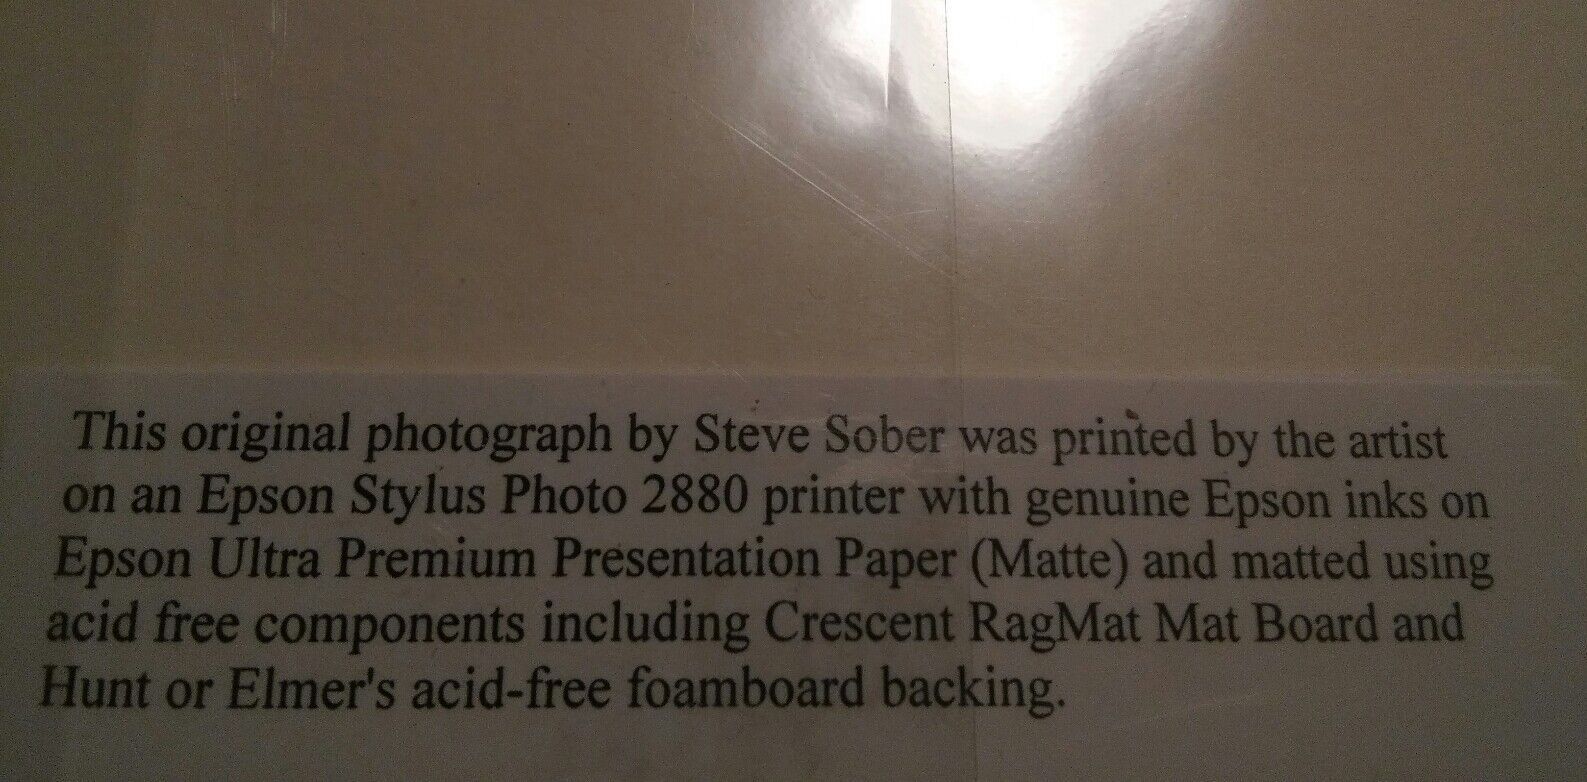 This original photograph by Steve Sober was printed by the artist
on an Epson Stylus Photo 2880 printer with genuine Epson inks on
Epson Ultra Premium Presentation Paper (Matte) and matted using
acid free components including Crescent RagMat Mat Board and
Hunt or Elmer's acid-free foamboard backing.